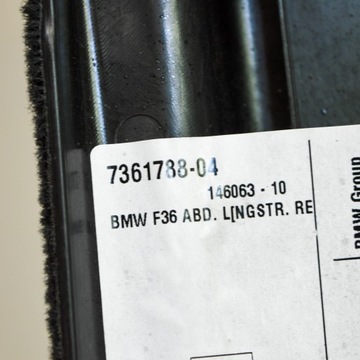 7361788-04
146063 - 10
BMW F36 ABD. L[NGSTR. RE
BMW Group